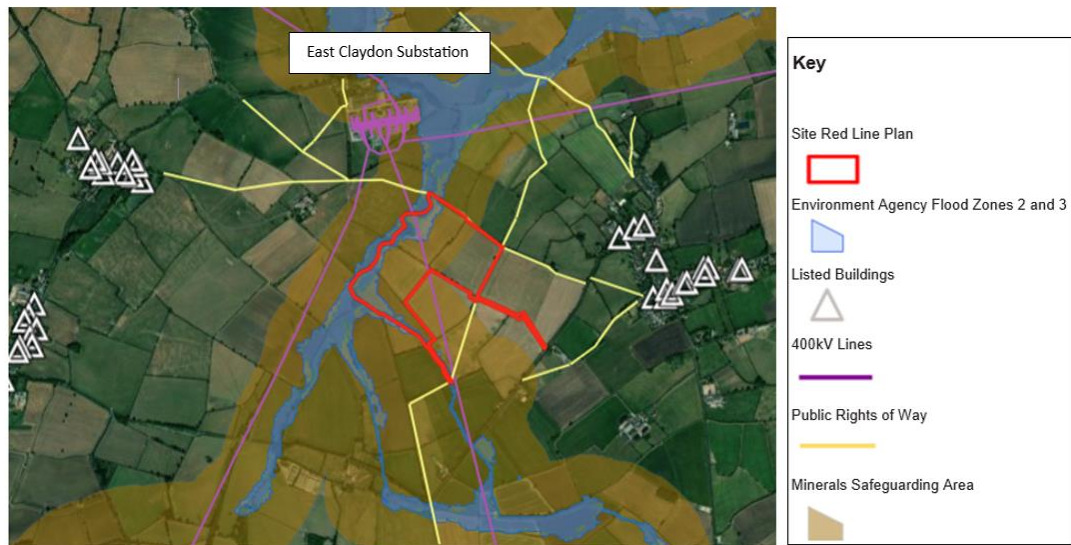 East Claydon Substation
Key
Site Red Line Plan
Environment Agency Flood Zones 2 and 3
Listed Buildings
400kV Lines
Public Rights of Way
Minerals Safeguarding Area